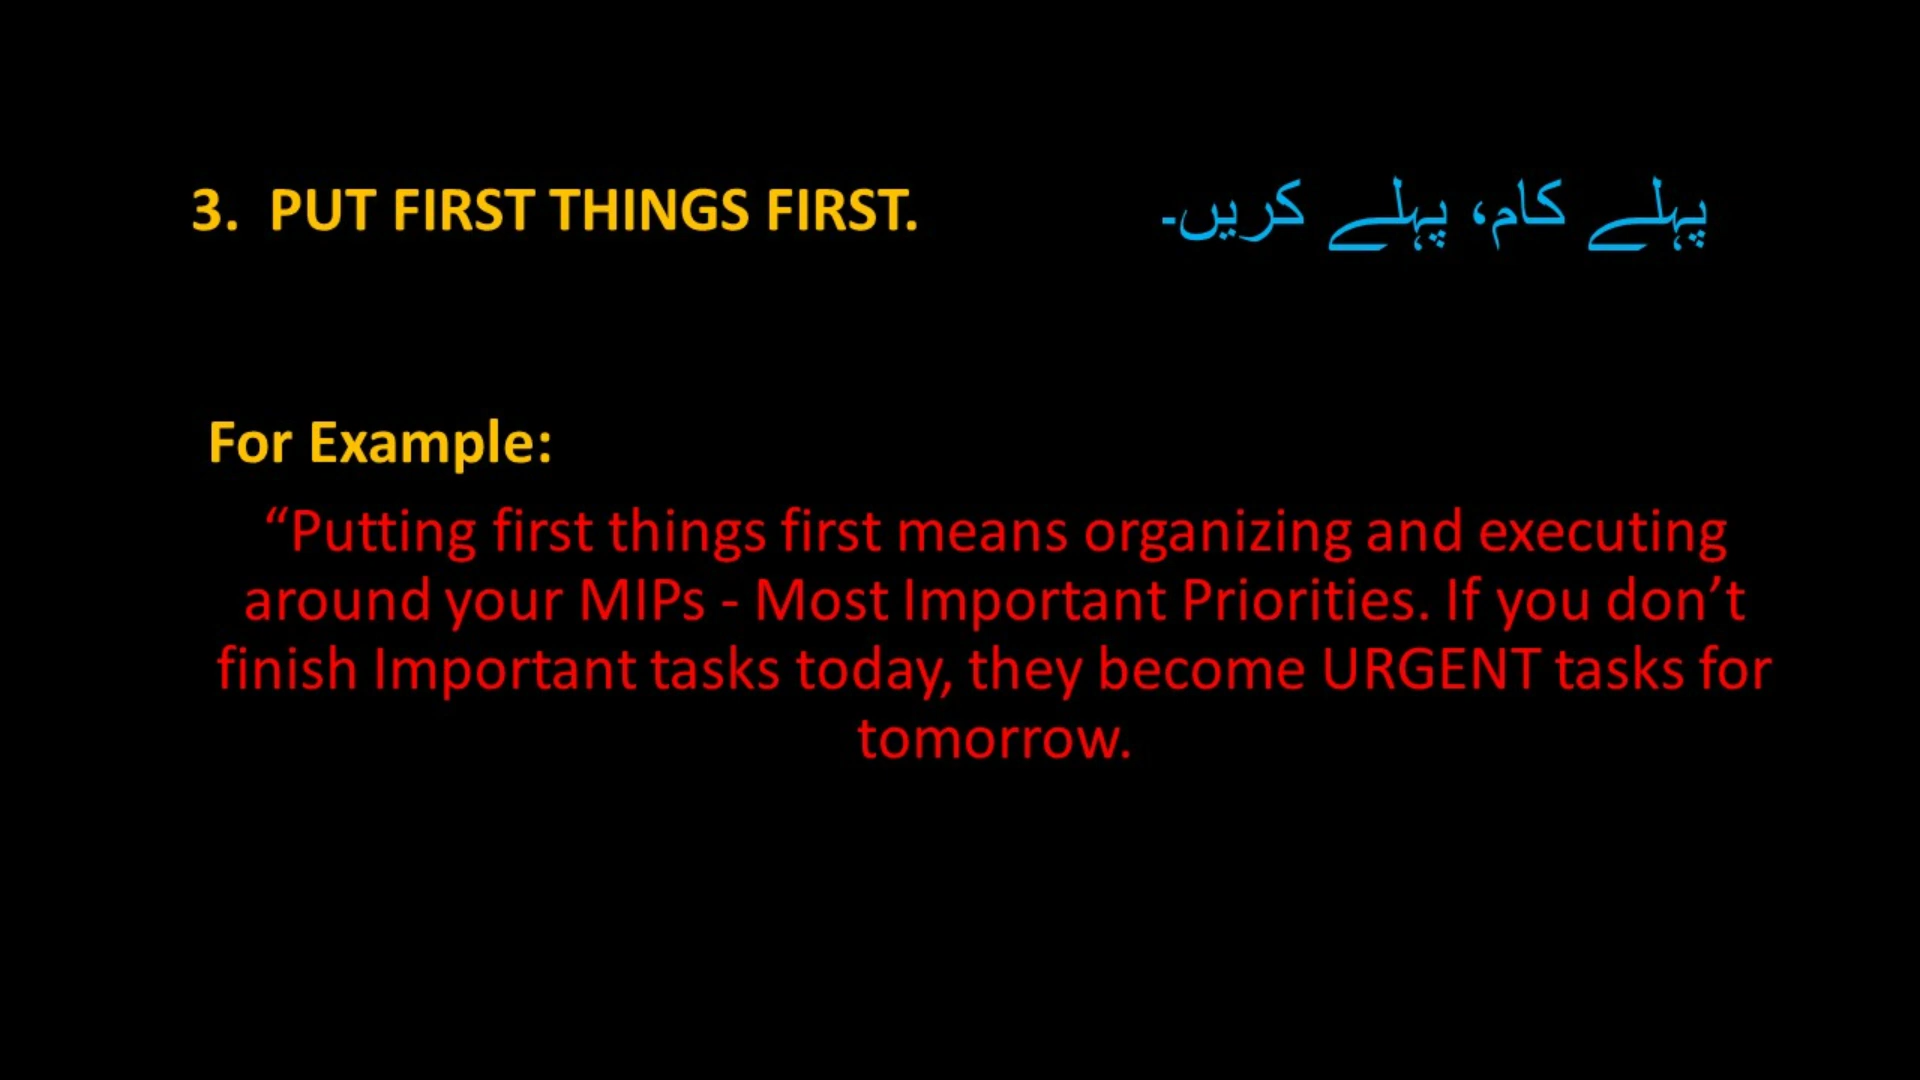 3. PUT FIRST THINGS FIRST.
پہلے کام، پہلے کریں۔
For Example:
“Putting first things first means organizing and executing
around your MIPs - Most Important Priorities. If you don’t
finish Important tasks today, they become URGENT tasks for
tomorrow.